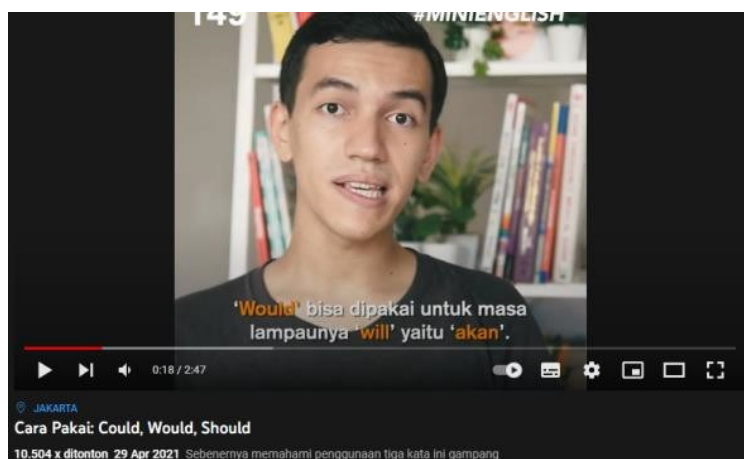 149
#MINIENGLISH
'Would' bisa dipakai untuk masa
lampaunya 'will' yaitu 'akan'.
0:18 / 2:47
JAKARTA
Cara Pakai: Could, Would, Should
10.504 x ditonton 29 Apr 2021 Sebenernya memahami penggunaan tiga kata ini gampang